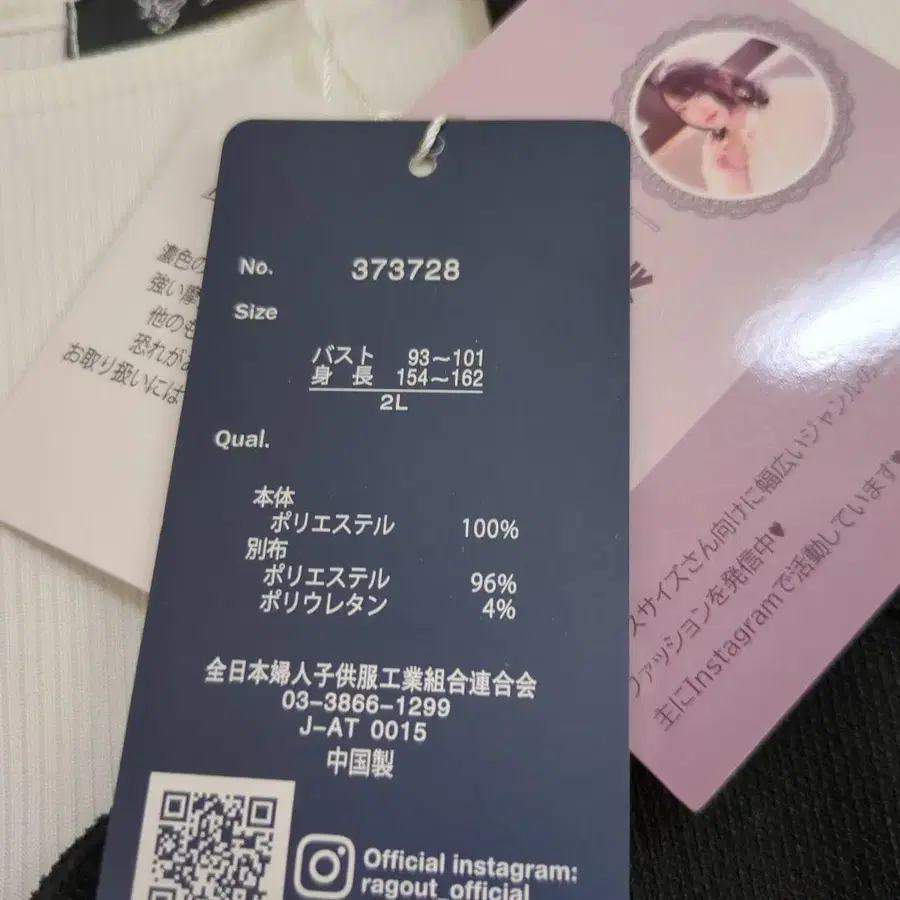 No. 373728
Size
バスト 93〜101
身 長 154〜162
2L
Qual.
本体
ポリエステル 100%
別布
ポリエステル 96%
ポリウレタン 4%
全日本婦人子供服工業組合連合会
03-3866-1299
J-AT 0015
中国製
Official instagram:
ragout_official
濃色の
強い摩
他のも
恐れがあ
お取り扱いには
スサイズさん向けに幅広いジャンルの
ファッションを発信中♥
主にInstagramで活動しています♥